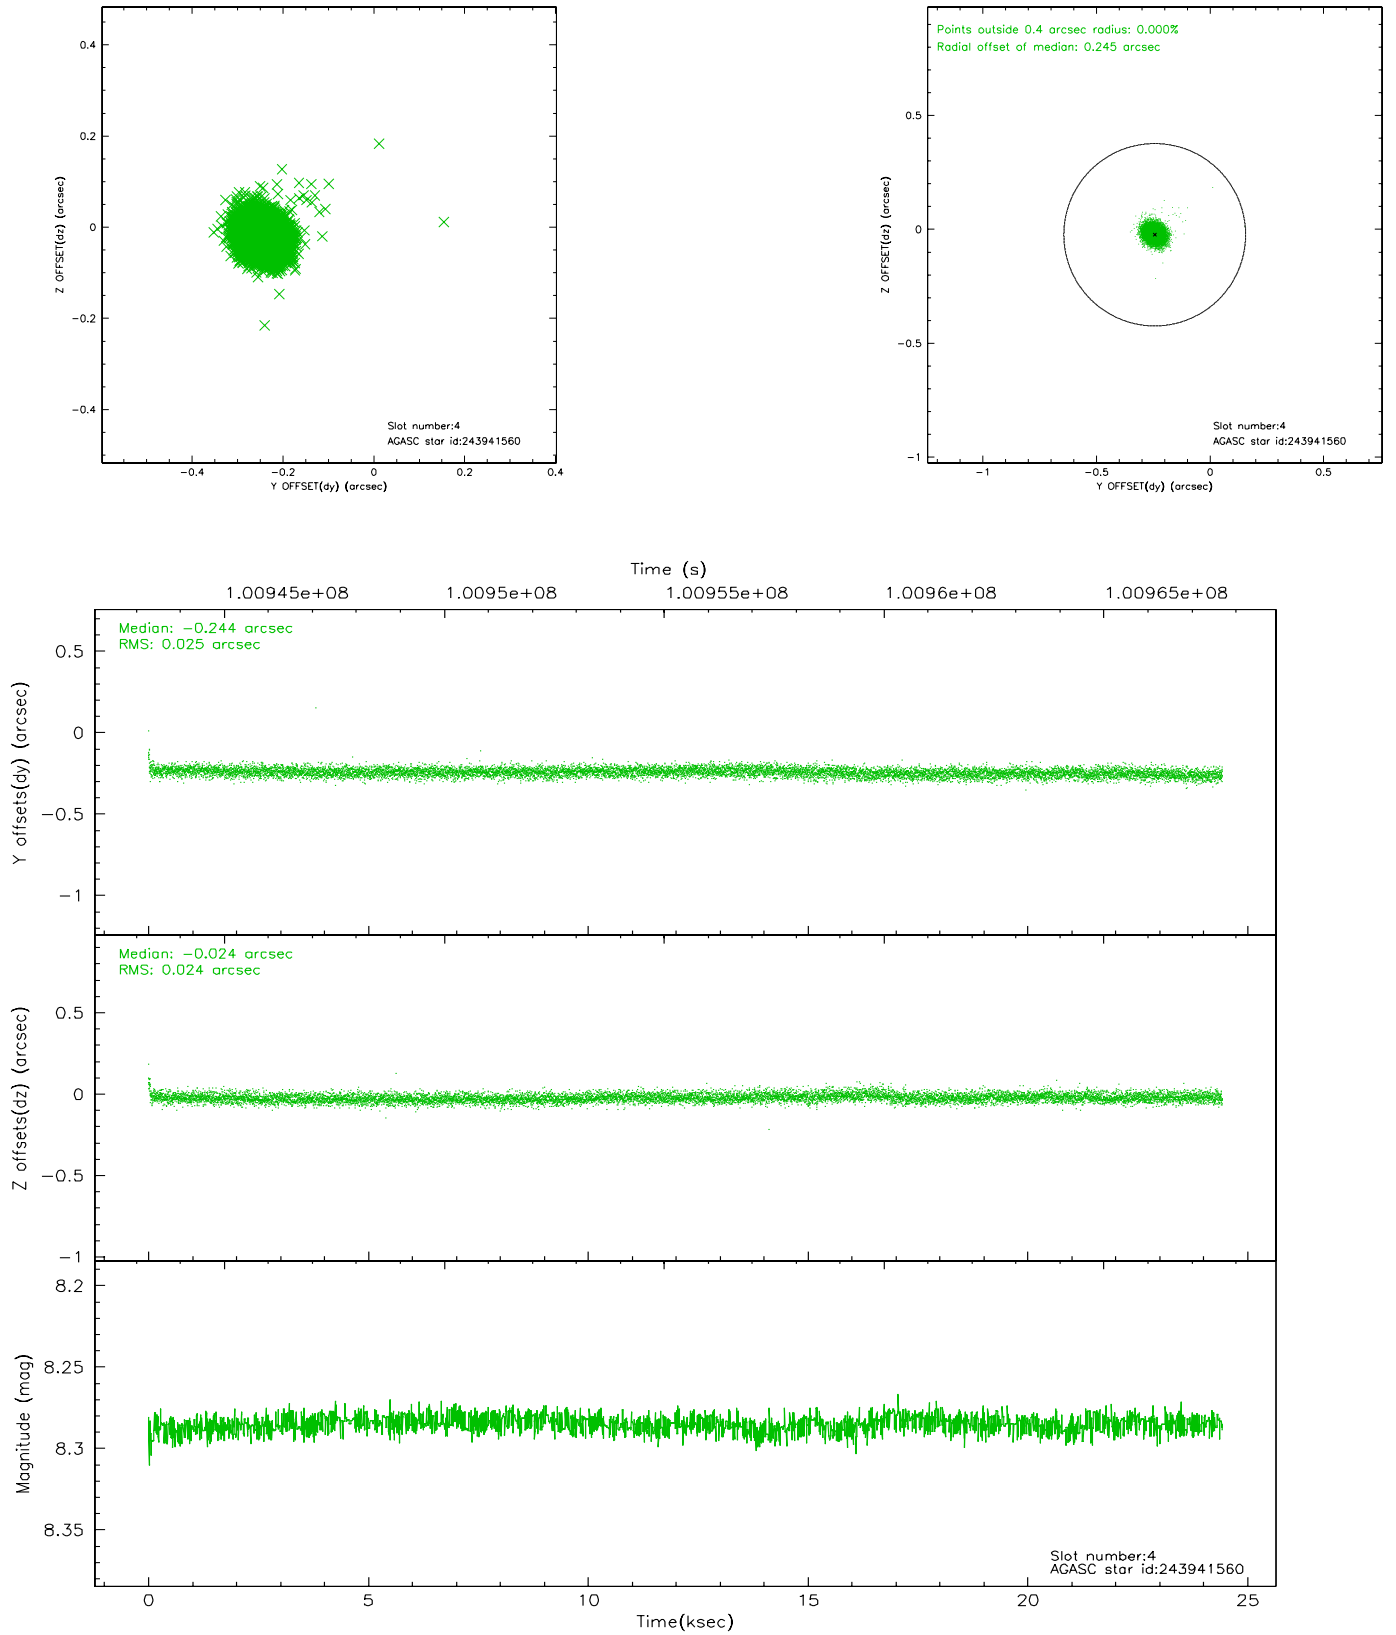 0.4
0.2
0
−0.2
−0.4
Z OFFSET(dz) (arcsec)
Slot number:4
AGASC star id:243941560
−0.4 −0.2 0 0.2 0.4
Y OFFSET(dy) (arcsec)
Points outside 0.4 arcsec radius: 0.000%
Radial offset of median: 0.245 arcsec
0.5
0
−0.5
−1
Z OFFSET(dz) (arcsec)
Slot number:4
AGASC star id:243941560
−1 −0.5 0 0.5
Y OFFSET(dy) (arcsec)
Time (s)
1.00945e+08 1.0095e+08 1.00955e+08 1.0096e+08 1.00965e+08
Median: −0.244 arcsec
RMS: 0.025 arcsec
0.5
0
−0.5
−1
Y offsets(dy) (arcsec)
Median: −0.024 arcsec
RMS: 0.024 arcsec
0.5
0
−0.5
−1
Z offsets(dz) (arcsec)
8.2
8.25
8.3
8.35
Magnitude (mag)
Slot number:4
AGASC star id:243941560
0 5 10 15 20 25
Time(ksec)